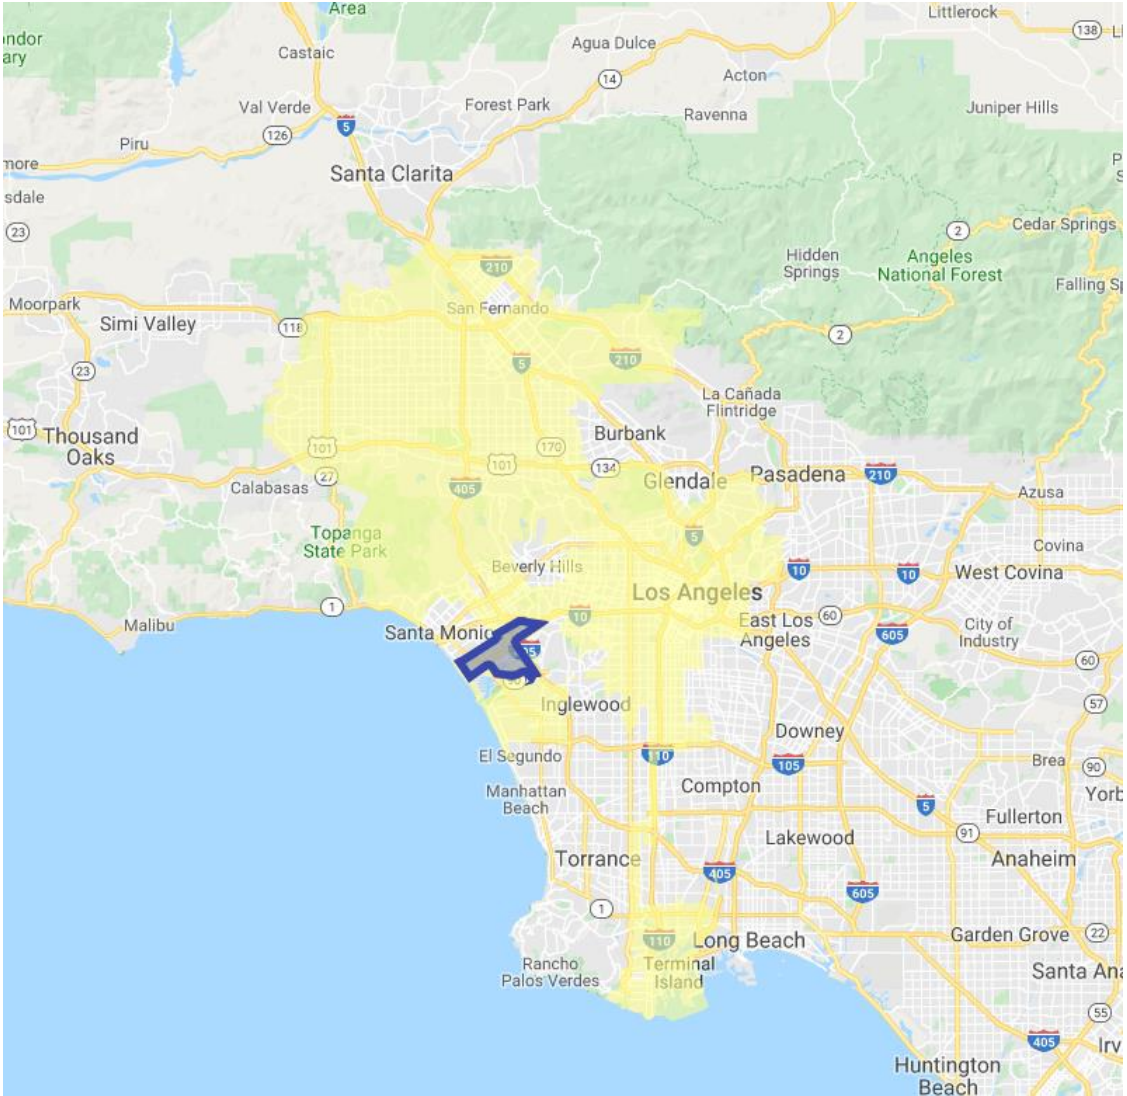 Area
Littlerock
138
ondor
ary
Castaic
Agua Dulce
14
Acton
Val Verde
Forest Park
Ravenna
Juniper Hills
5
126
Piru
more
Santa Clarita
sdale
23
2
Cedar Springs
Hidden
Springs
Angeles
National Forest
210
Falling Sp
Moorpark
San Fernando
Simi Valley
118
2
5
210
23
La Cañada
Flintridge
101
Thousand
Oaks
Burbank
101
170
101
134
Glendale
Pasadena
210
27
405
Calabasas
Azusa
Topanga
State Park
5
Covina
Beverly Hills
10
10
West Covina
Los Angeles
1
10
60
East Los
Angeles
605
City of
Industry
Malibu
Santa Monic
60
Inglewood
57
Downey
El Segundo
110
105
Brea
90
Compton
Manhattan
Beach
5
Yorb
Fullerton
Lakewood
91
Torrance
Anaheim
405
605
1
22
110
Long Beach
Garden Grove
Rancho
Palos Verdes
Terminal
Island
Santa Ana
55
405
Irv
Huntington
Beach